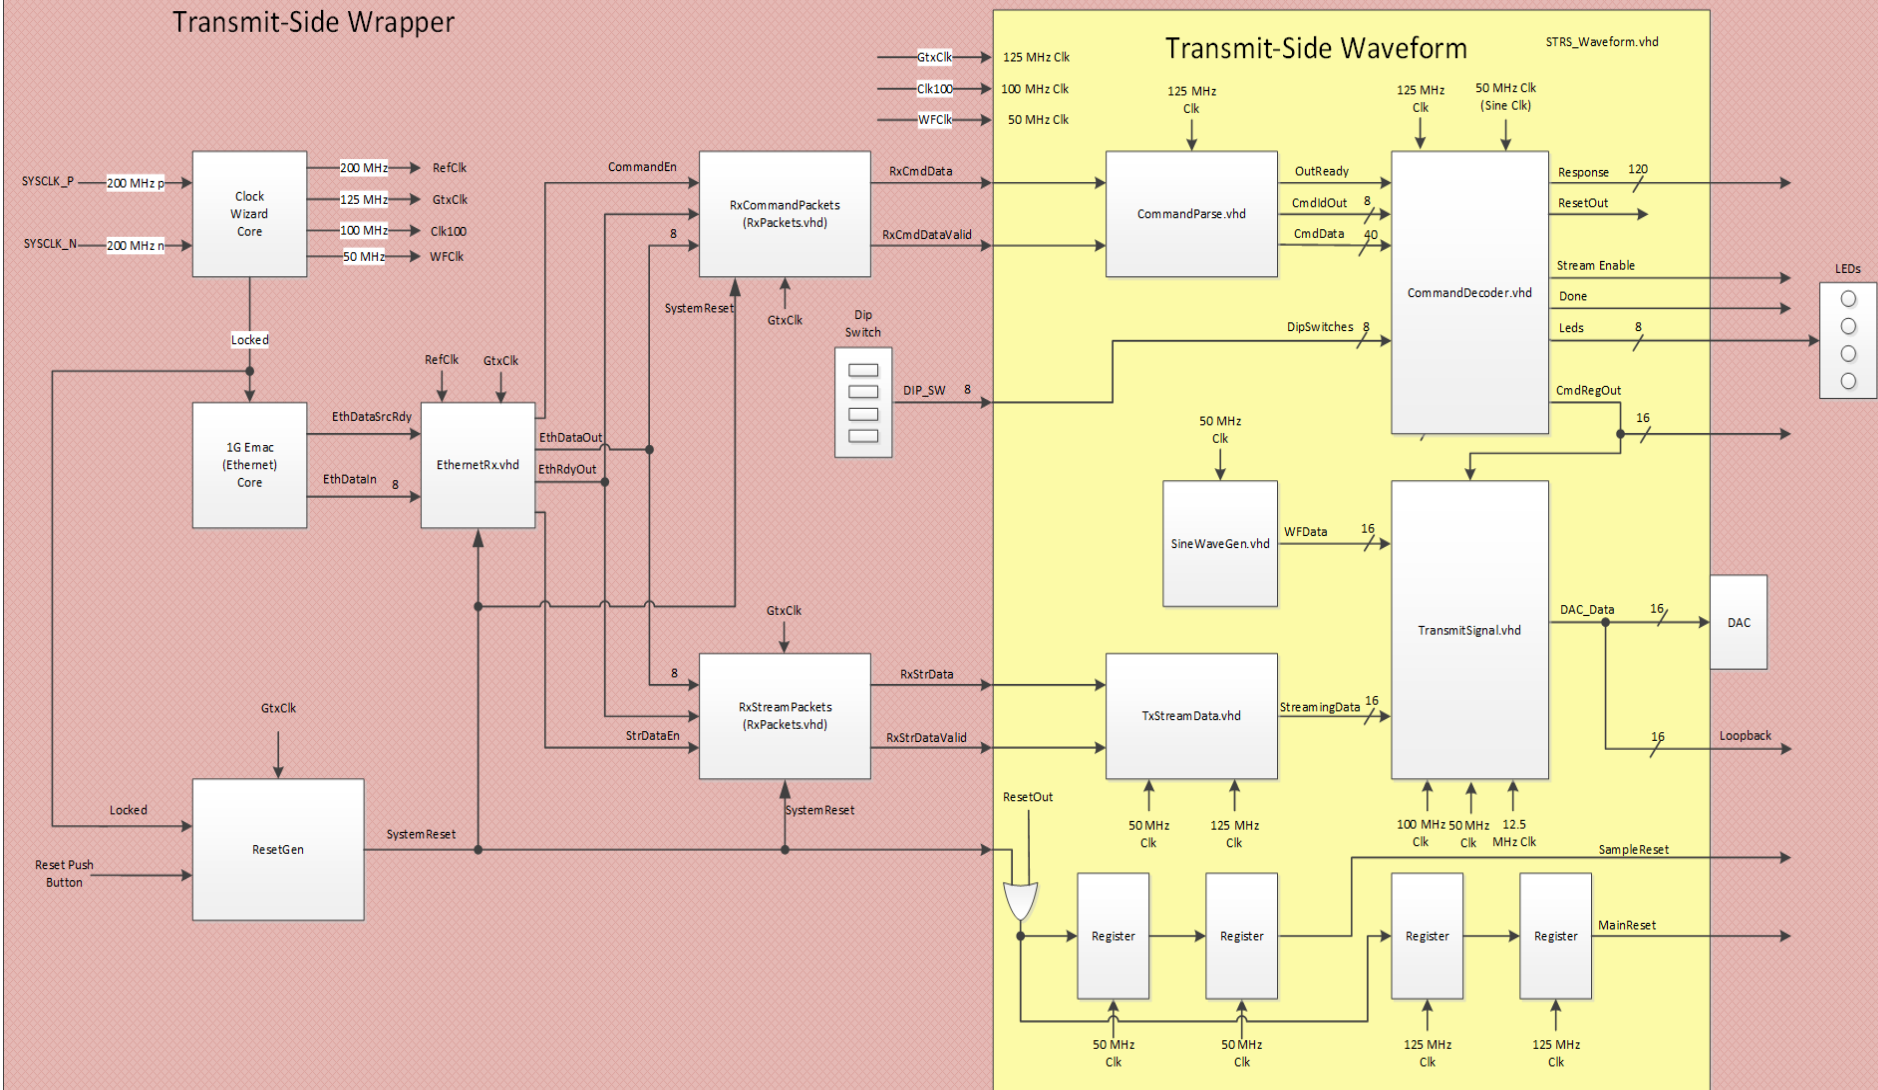 Transmit-Side Wrapper
Transmit-Side Waveform
STRS_Waveform.vhd
GtxClk
125 MHz Clk
Clk100
100 MHz Clk
WFClk
50 MHz Clk
SYSCLK_P
200 MHz p
SYSCLK_N
200 MHz n
Clock
Wizard
Core
200 MHz
RefClk
125 MHz
GtxClk
100 MHz
Clk100
50 MHz
WFClk
Locked
1G Emac
(Ethernet)
Core
EthDataSrcRdy
EthDataIn
8
RefClk
GtxClk
EthernetRx.vhd
EthDataOut
EthRdyOut
CommandEn
8
RxCommandPackets
(RxPackets.vhd)
SystemReset
GtxClk
RxCmdData
RxCmdDataValid
Dip
Switch
DIP_SW
8
GtxClk
8
StrDataEn
RxStreamPackets
(RxPackets.vhd)
SystemReset
RxStrData
RxStrDataValid
GtxClk
Locked
Reset Push
Button
ResetGen
SystemReset
125 MHz
Clk
CommandParse.vhd
OutReady
CmdIdOut
8
CmdData
40
DipSwitches
8
125 MHz
Clk
50 MHz Clk
(Sine Clk)
CommandDecoder.vhd
Response
120
ResetOut
Stream Enable
Done
Leds
8
LEDs
CmdRegOut
16
50 MHz
Clk
SineWaveGen.vhd
WFData
16
TransmitSignal.vhd
DAC_Data
16
DAC
16
Loopback
TxStreamData.vhd
StreamingData
16
50 MHz
Clk
125 MHz
Clk
100 MHz
Clk
50 MHz
Clk
12.5
MHz Clk
ResetOut
SampleReset
MainReset
Register
Register
Register
Register
50 MHz
Clk
50 MHz
Clk
125 MHz
Clk
125 MHz
Clk